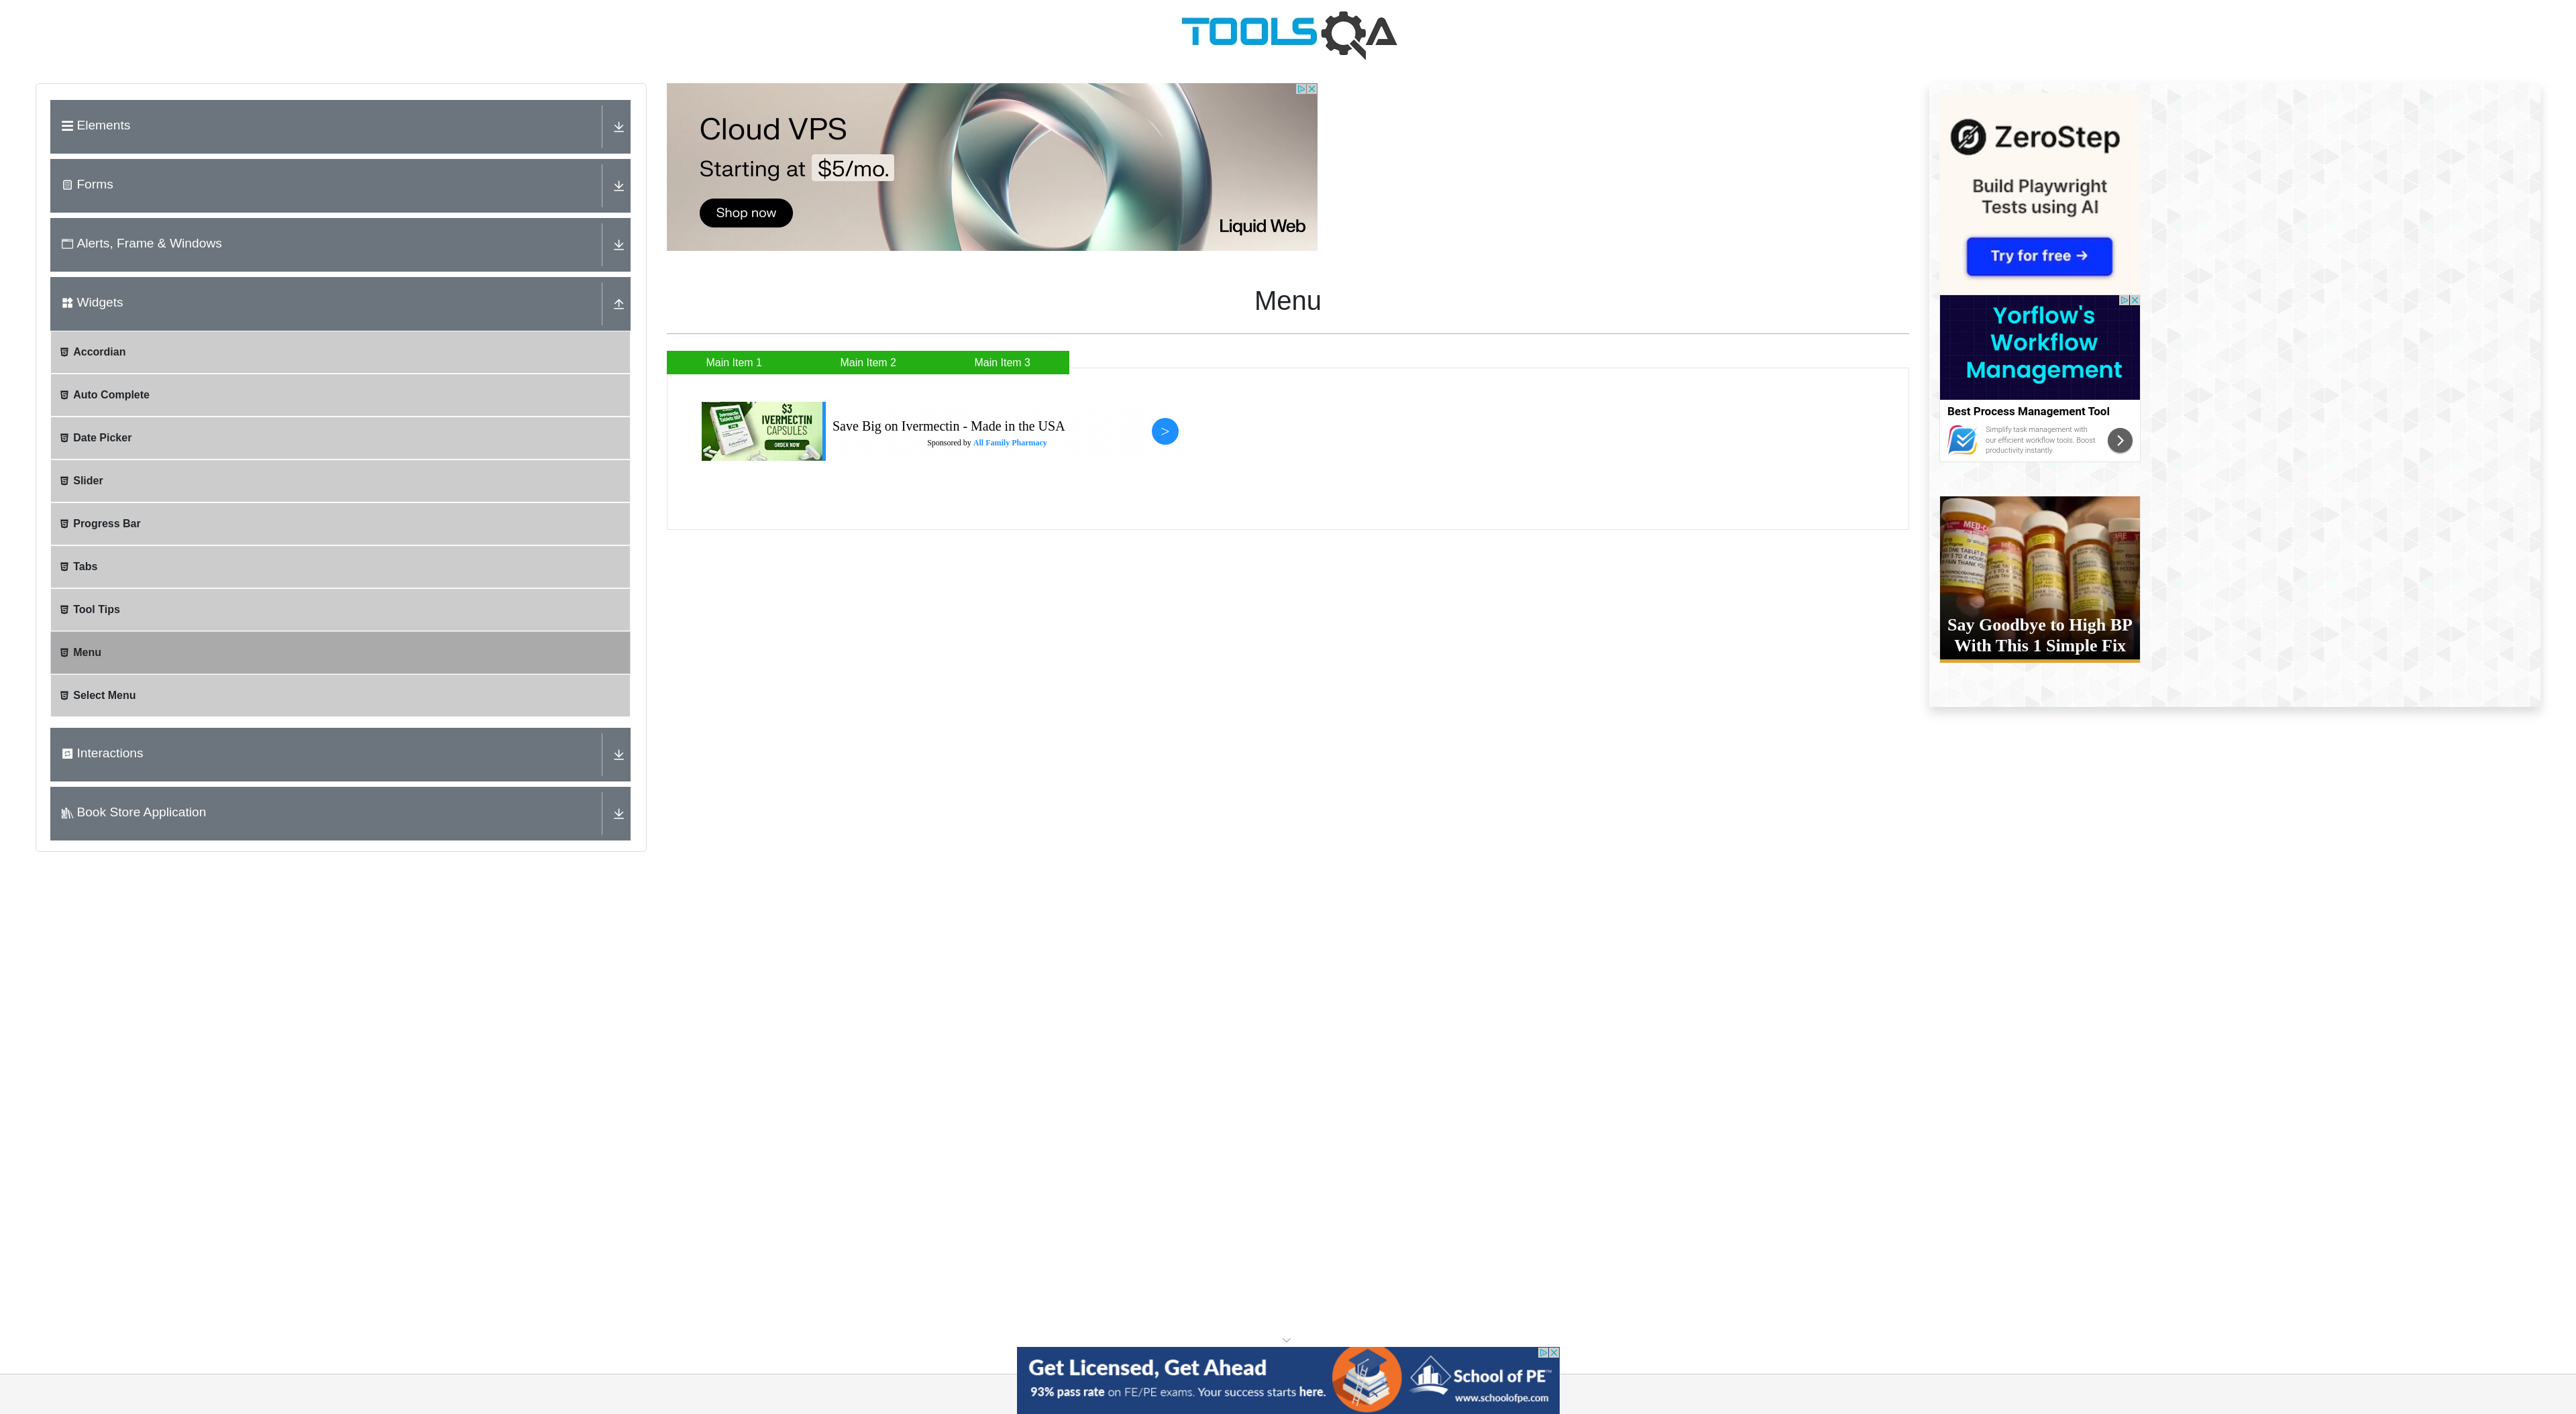 TOOLSQA
Elements
Forms
Alerts, Frame & Windows
Widgets
Accordian
Auto Complete
Date Picker
Slider
Progress Bar
Tabs
Tool Tips
Menu
Select Menu
Interactions
Book Store Application
Cloud VPS
Starting at $5/mo.
Shop now
Liquid Web
Menu
Main Item 1
Main Item 2
Main Item 3
$3
IVERMECTIN
CAPSULES
ORDER NOW
Save Big on Ivermectin - Made in the USA
Sponsored by All Family Pharmacy
>
ZeroStep
Build Playwright
Tests using AI
Try for free →
Yorflow's
Workflow
Management
Best Process Management Tool
Simplify task management with
our efficient workflow tools. Boost
productivity instantly.
Say Goodbye to High BP
With This 1 Simple Fix
Get Licensed, Get Ahead
93% pass rate on FE/PE exams. Your success starts here.
School of PE
www.schoolofpe.com